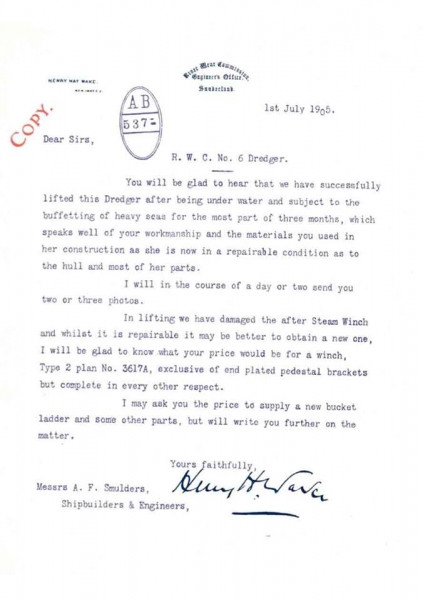 HENRY HAY WAKE.
River Wear Commission,
Engineer's Office,
Sunderland.
COPY.
A B
537
1st July 1905.
Dear Sirs,
R. W. C. No. 6 Dredger.
You will be glad to hear that we have successfully
lifted this Dredger after being under water and subject to the
buffetting of heavy seas for the most part of three months, which
speaks well of your workmanship and the materials you used in
her construction as she is now in a repairable condition as to
the hull and most of her parts.
I will in the course of a day or two send you
two or three photos.
In lifting we have damaged the after Steam Winch
and whilst it is repairable it may be better to obtain a new one,
I will be glad to know what your price would be for a winch,
Type 2 plan No. 3617A, exclusive of end plated pedestal brackets
but complete in every other respect.
I may ask you the price to supply a new bucket
ladder and some other parts, but will write you further on the
matter.
Yours faithfully,
Henry H. Wake
Messrs A. F. Smulders,
Shipbuilders & Engineers,